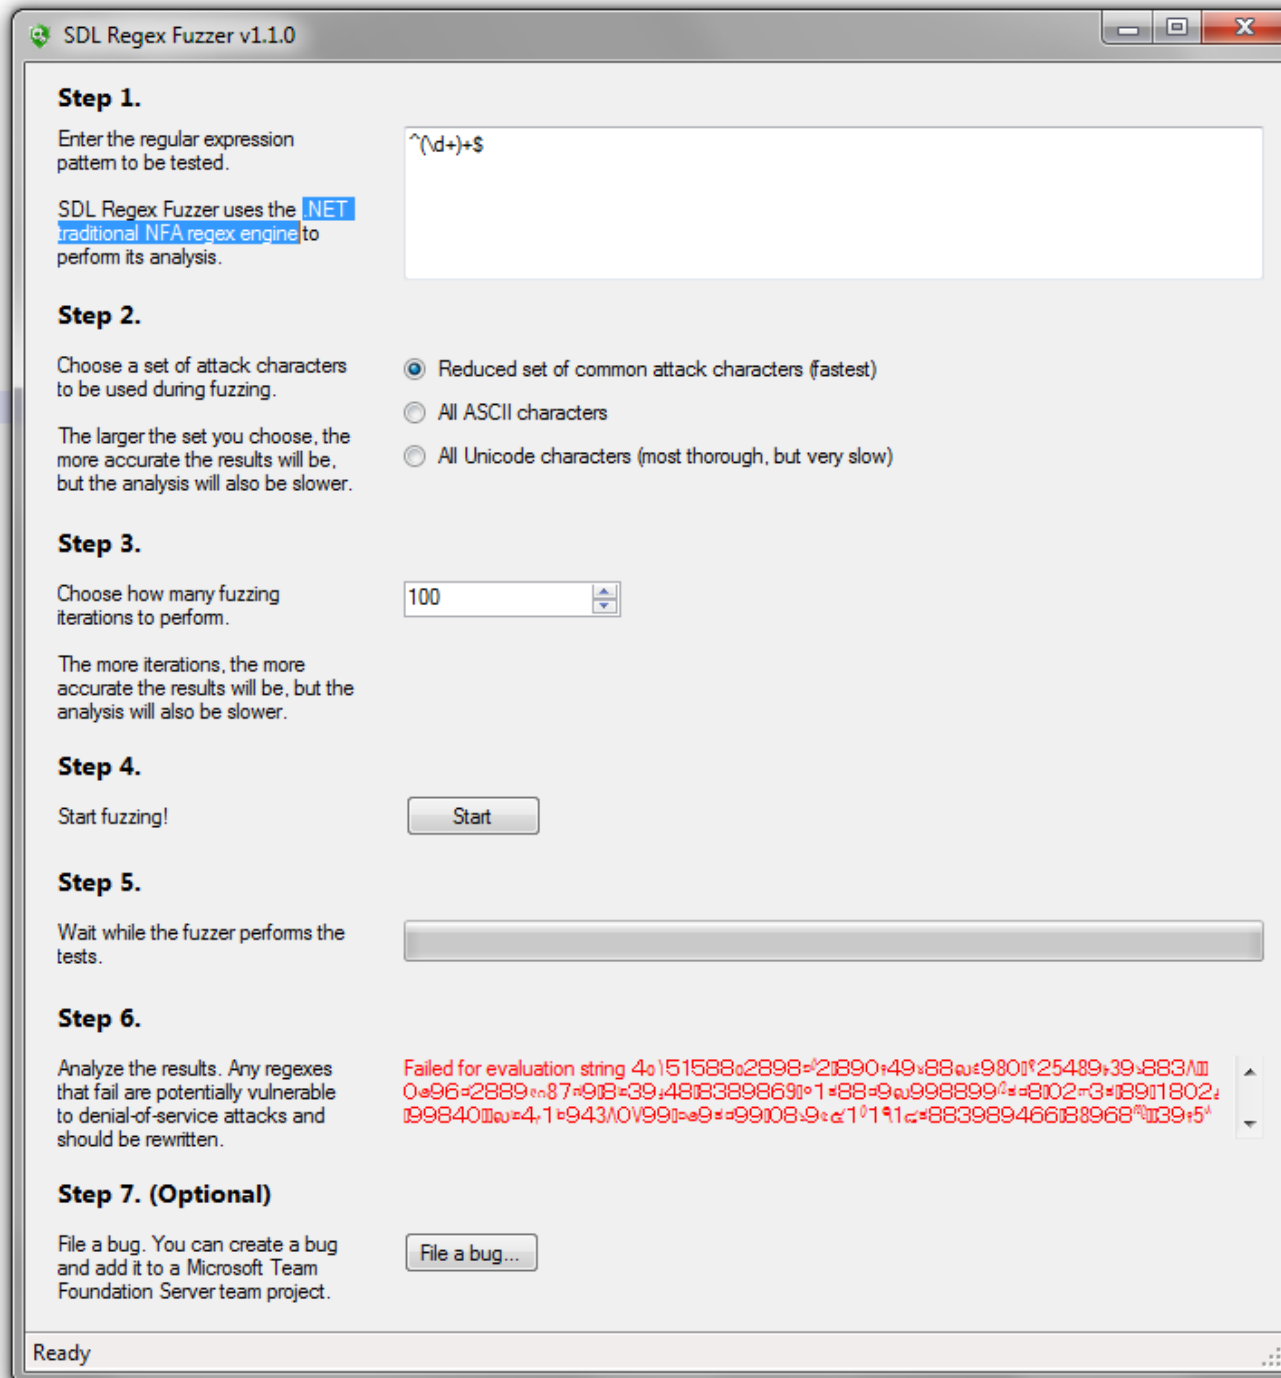 SDL Regex Fuzzer v1.1.0
Step 1.
Enter the regular expression
pattern to be tested.
^(\d+)+$
SDL Regex Fuzzer uses the .NET
traditional NFA regex engine to
perform its analysis.
Step 2.
Choose a set of attack characters
to be used during fuzzing.
The larger the set you choose, the
more accurate the results will be,
but the analysis will also be slower.
Reduced set of common attack characters (fastest)
All ASCII characters
All Unicode characters (most thorough, but very slow)
Step 3.
Choose how many fuzzing
iterations to perform.
100
The more iterations, the more
accurate the results will be, but the
analysis will also be slower.
Step 4.
Start fuzzing!
Start
Step 5.
Wait while the fuzzer performs the
tests.
Step 6.
Analyze the results. Any regexes
that fail are potentially vulnerable
to denial-of-service attacks and
should be rewritten.
Failed for evaluation string
Step 7. (Optional)
File a bug. You can create a bug
and add it to a Microsoft Team
Foundation Server team project.
File a bug...
Ready